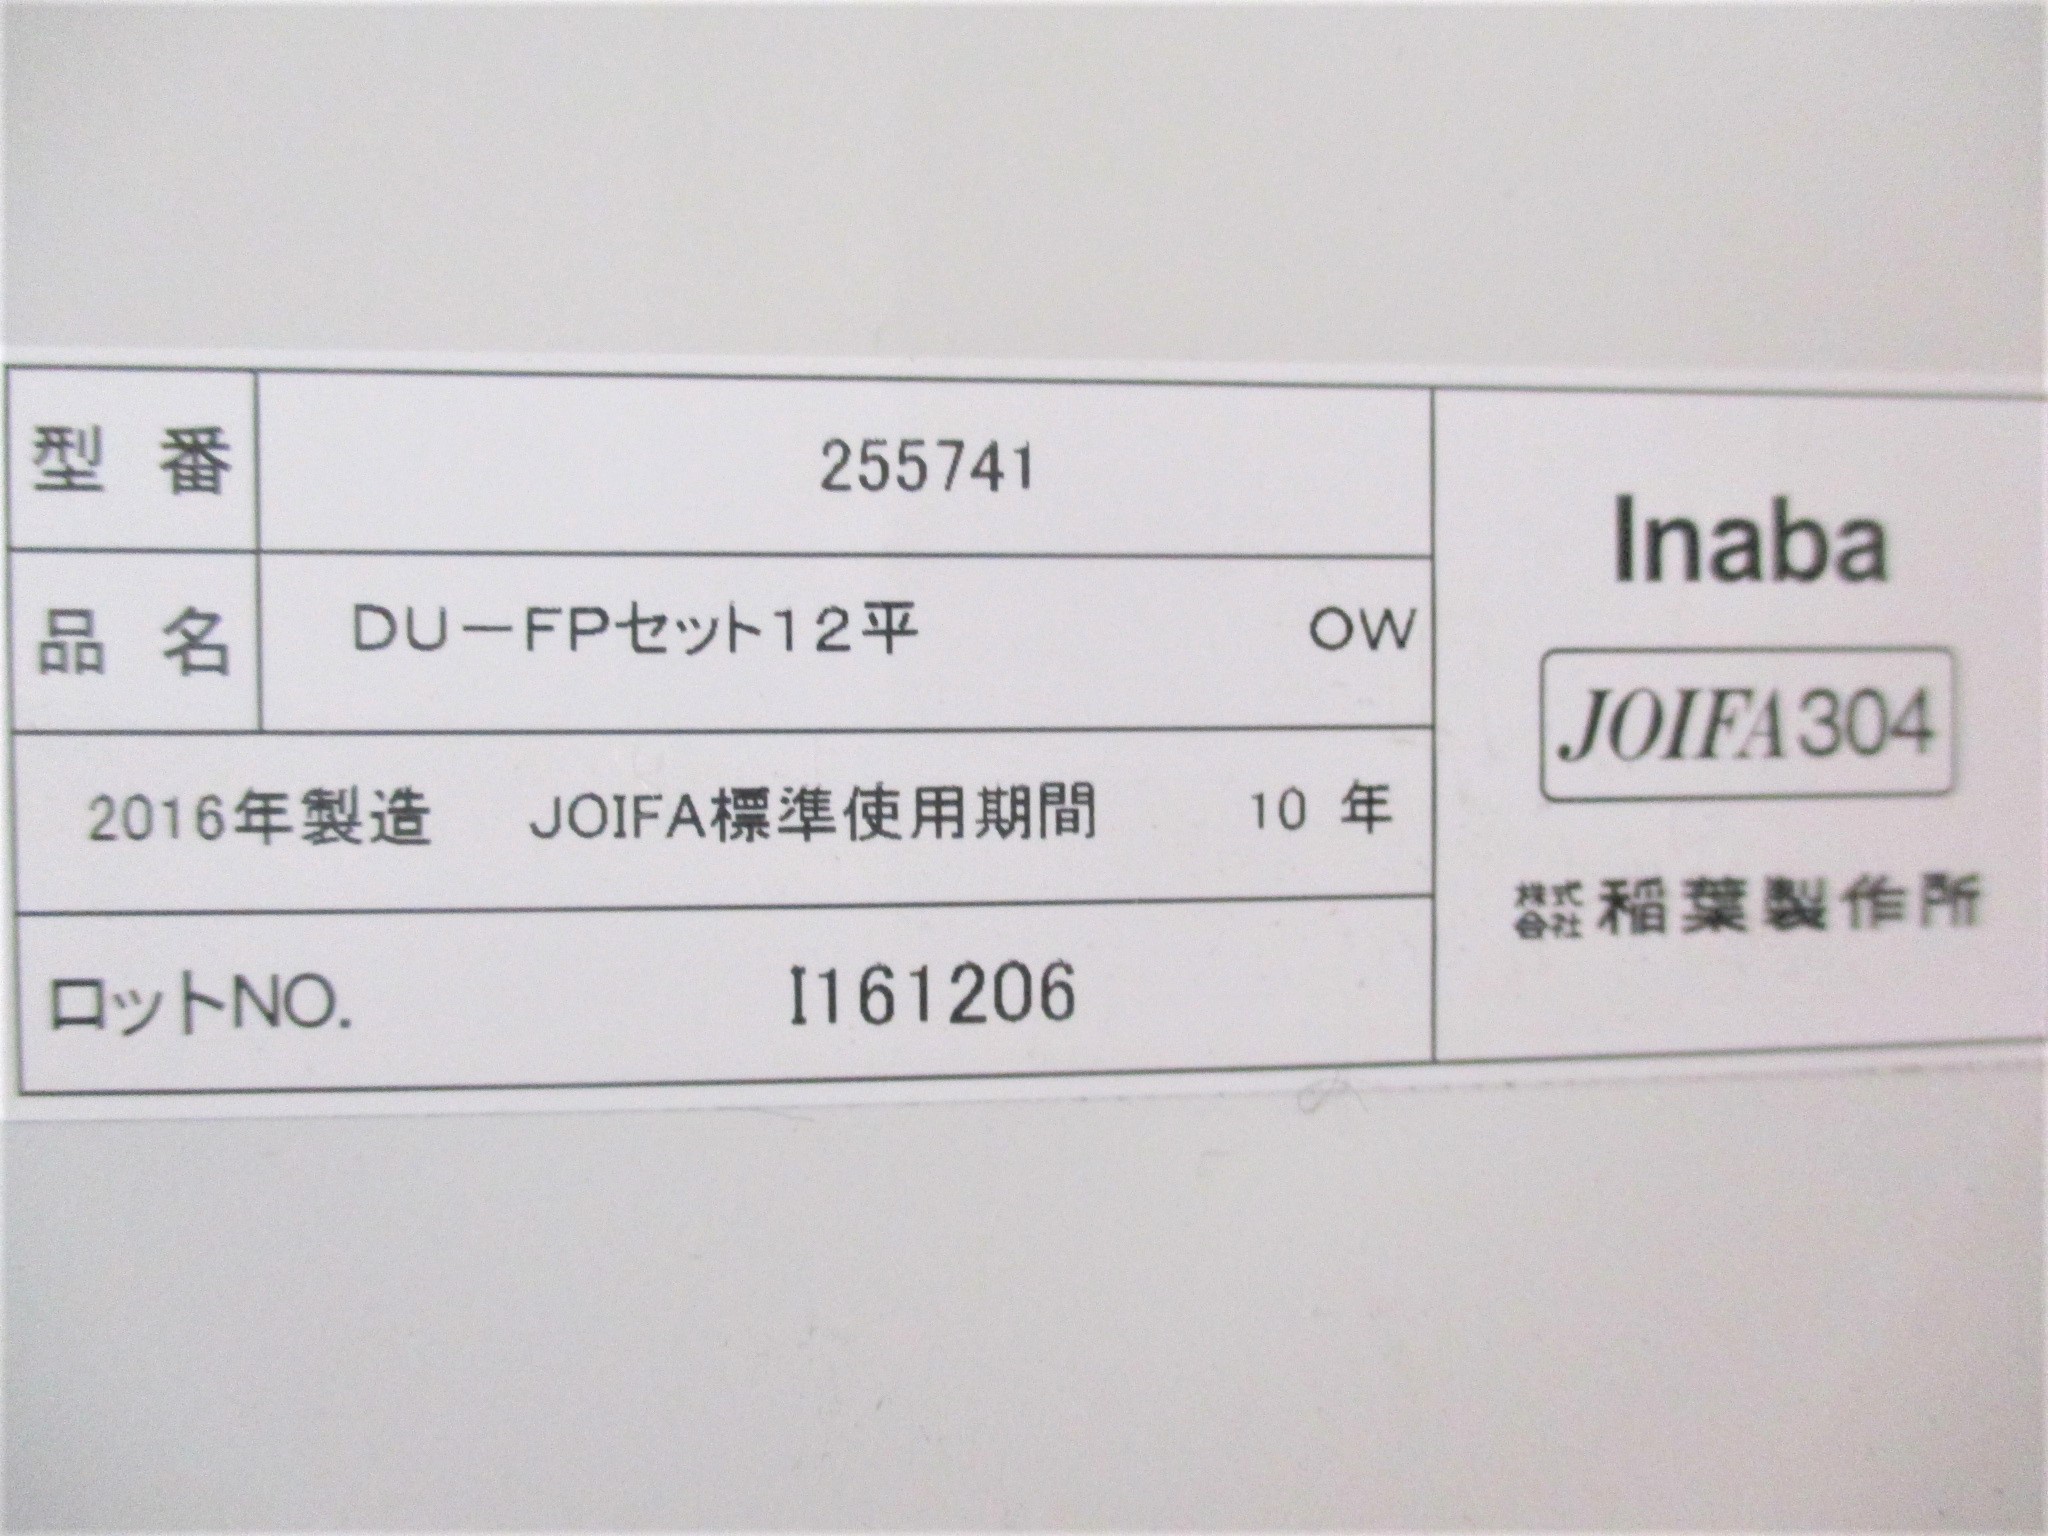 型番 255741
品名 DU－FPセット12平 OW
2016年製造 JOIFA標準使用期間 10 年
ロットNO. I161206
Inaba
JOIFA304
株式会社 稲葉製作所